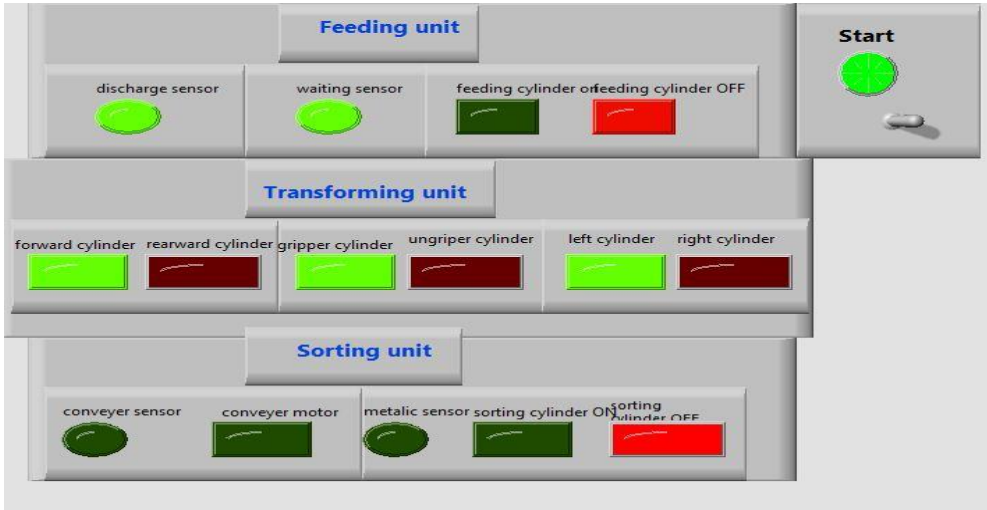 Feeding unit
Start
discharge sensor
waiting sensor
feeding cylinder on
feeding cylinder OFF
Transforming unit
forward cylinder
rearward cylinder
gripper cylinder
ungriper cylinder
left cylinder
right cylinder
Sorting unit
conveyer sensor
conveyer motor
metalic sensor
sorting cylinder ON
sorting
cylinder OFF